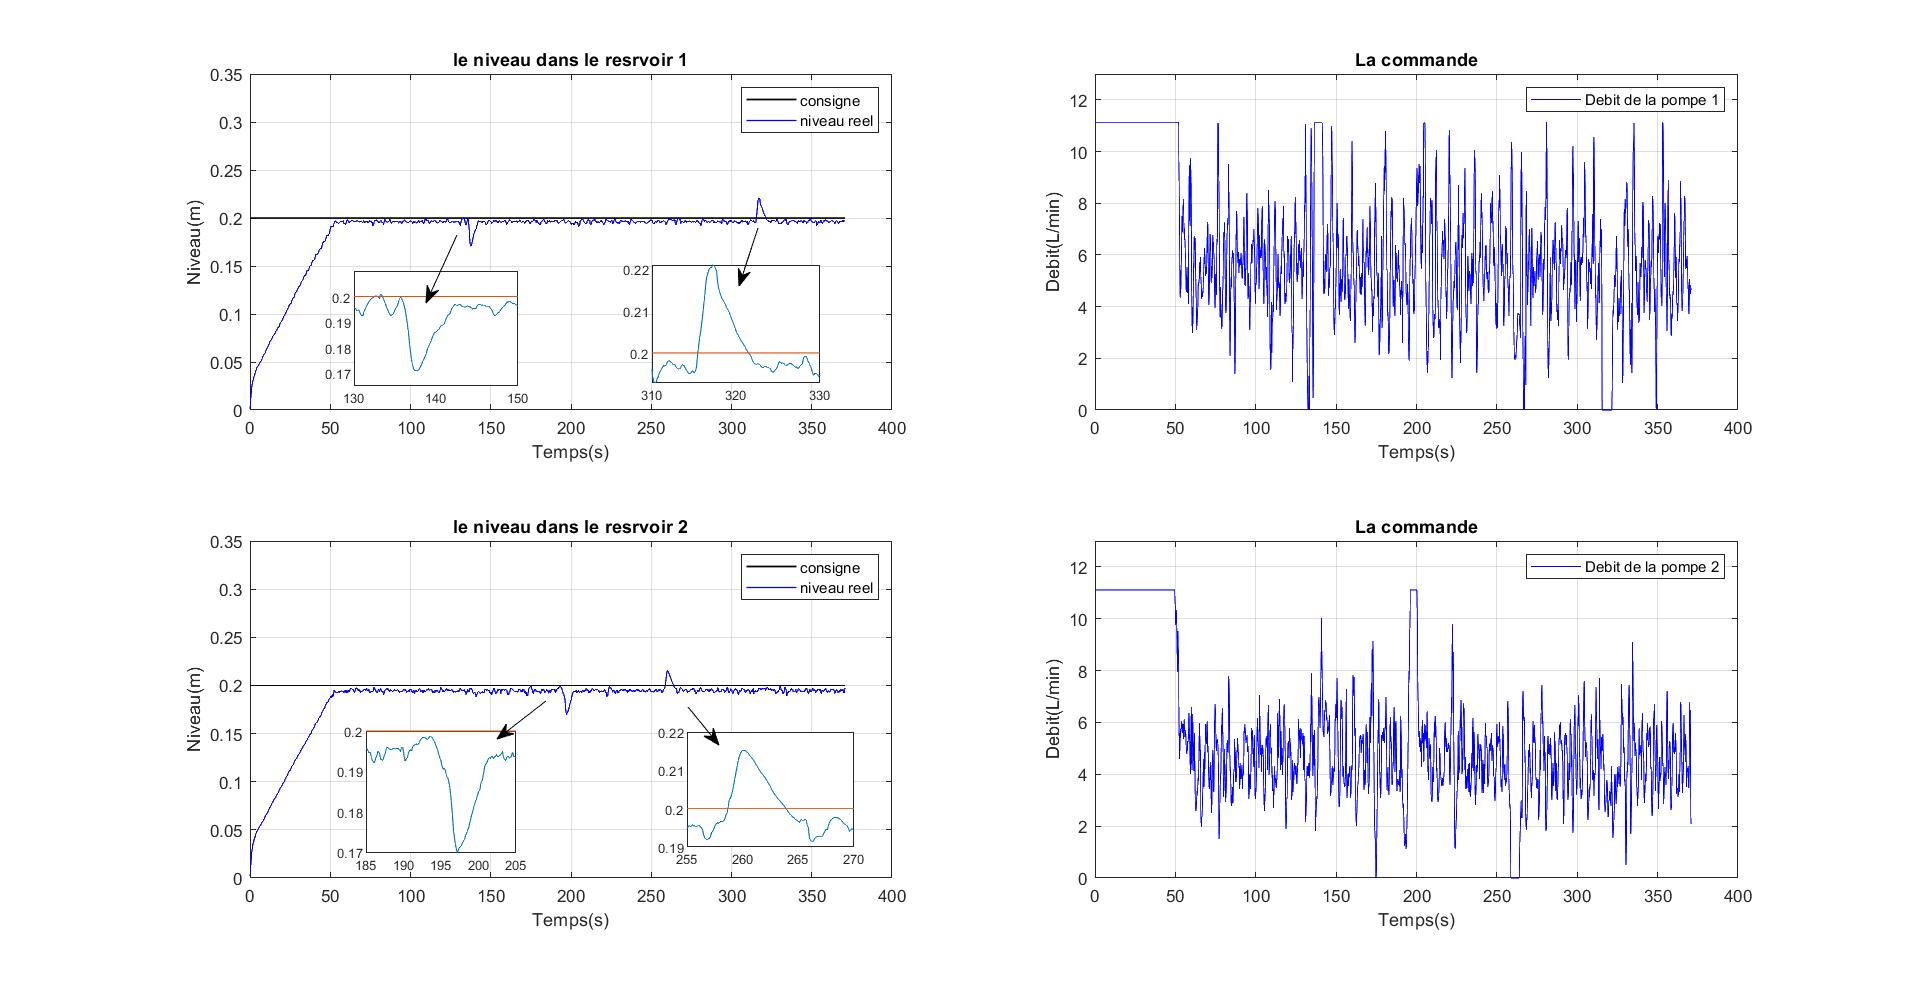 le niveau dans le resrvoir 1
0.35
0.3
0.25
0.2
0.15
0.1
0.05
0
Niveau(m)
consigne
niveau reel
0.2
0.19
0.18
0.17
130 140 150
0.22
0.21
0.2
310 320 330
0 50 100 150 200 250 300 350 400
Temps(s)
La commande
12
10
8
6
4
2
0
Debit(L/min)
Debit de la pompe 1
0 50 100 150 200 250 300 350 400
Temps(s)
le niveau dans le resrvoir 2
0.35
0.3
0.25
0.2
0.15
0.1
0.05
0
Niveau(m)
consigne
niveau reel
0.2
0.19
0.18
0.17
185 190 195 200 205
0.22
0.21
0.2
0.19
255 260 265 270
0 50 100 150 200 250 300 350 400
Temps(s)
La commande
12
10
8
6
4
2
0
Debit(L/min)
Debit de la pompe 2
0 50 100 150 200 250 300 350 400
Temps(s)